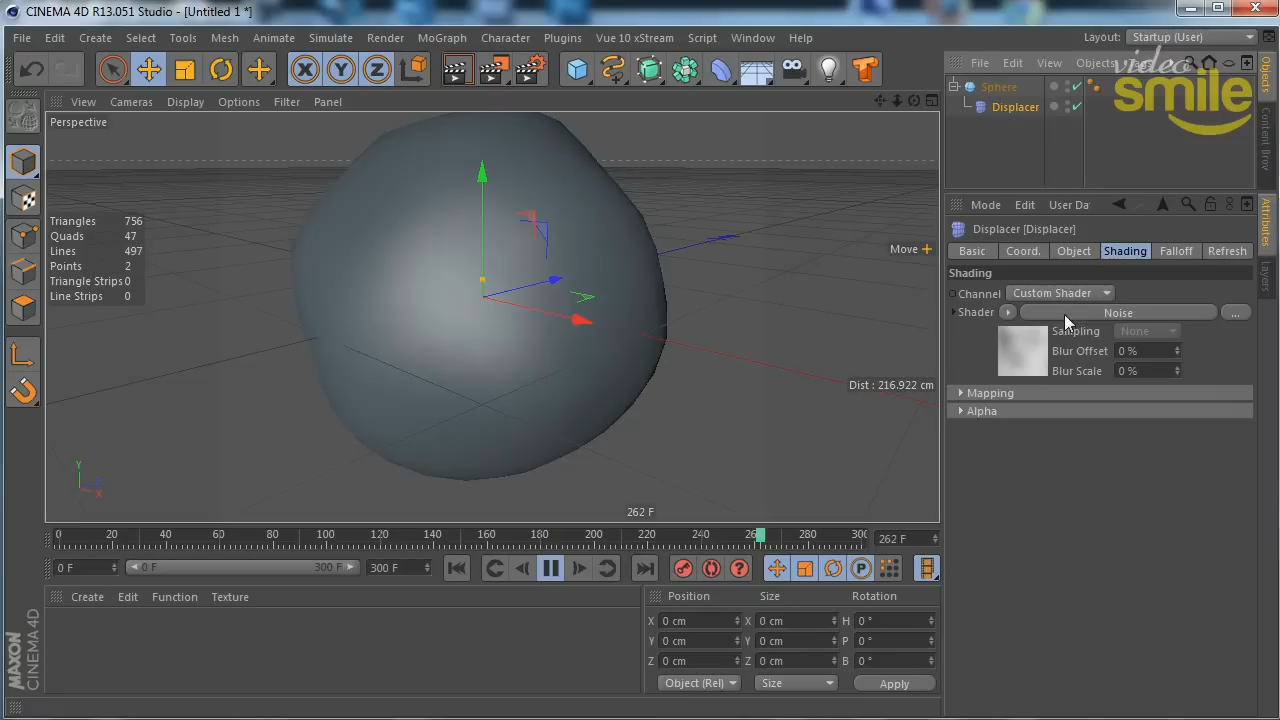 CINEMA 4D R13.051 Studio - [Untitled 1 *]
File Edit Create Select Tools Mesh Animate Simulate Render MoGraph Character Plugins Vue 10 xStream Script Window Help
Layout: Startup (User)
File Edit View Objects
video
smile
Sphere
Displacer
Objects
Content Brow
Attributes
Layers
View Cameras Display Options Filter Panel
Perspective
Triangles 756
Quads 47
Lines 497
Points 2
Triangle Strips 0
Line Strips 0
Move
Dist : 216.922 cm
Y
Z
X
262 F
Mode Edit User Da
Displacer [Displacer]
Basic Coord. Object Shading Falloff Refresh
Shading
Channel Custom Shader
Shader Noise ...
Sampling None
Blur Offset 0 %
Blur Scale 0 %
Mapping
Alpha
0 20 40 60 80 100 120 140 160 180 200 220 240 26 280 300 262 F
0 F 0 F 300 F 300 F
Create Edit Function Texture
Position Size Rotation
X 0 cm X 0 cm H 0 °
Y 0 cm Y 0 cm P 0 °
Z 0 cm Z 0 cm B 0 °
Object (Rel) Size Apply
MAXON
CINEMA 4D